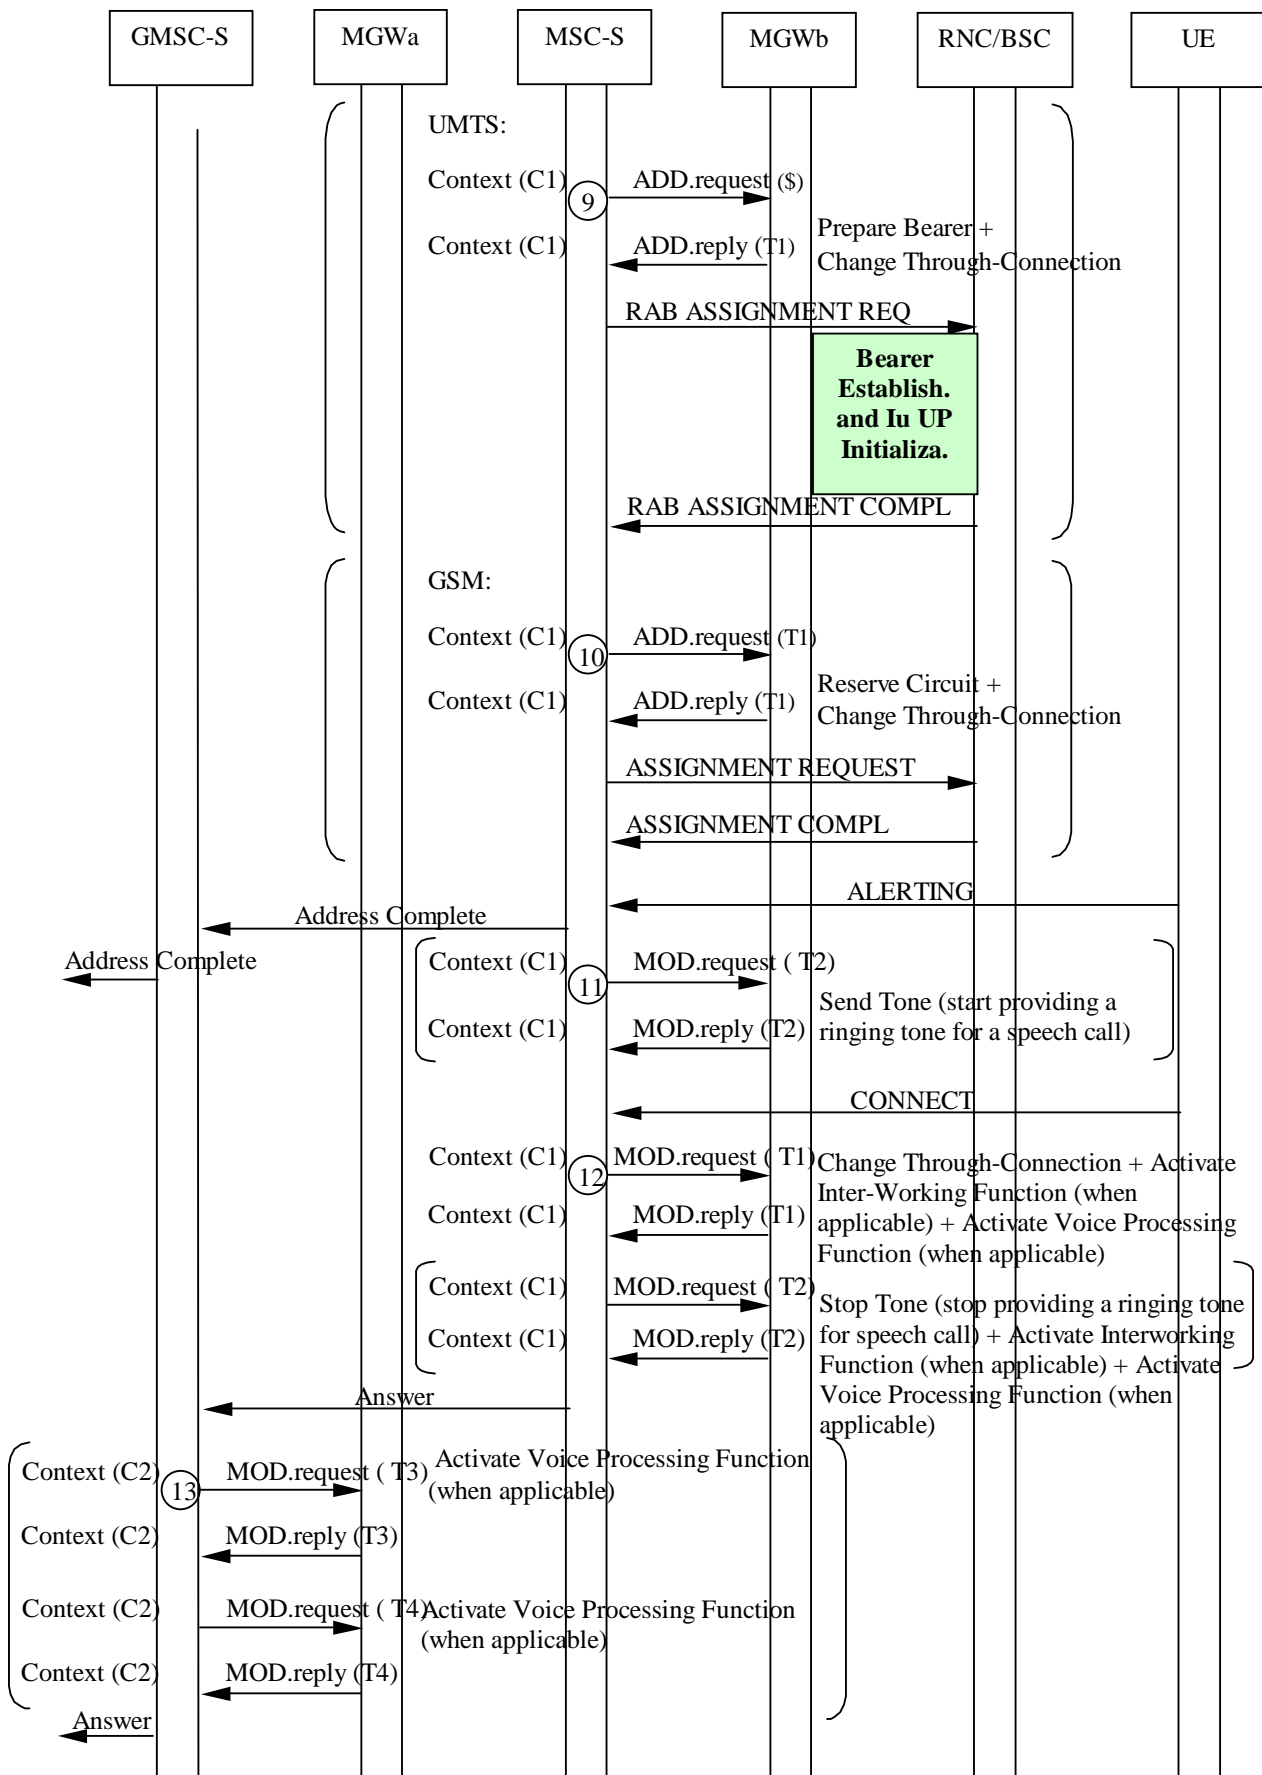 GMSC-S
MGWa
MSC-S
MGWb
RNC/BSC
UE
UMTS:
Context (C1)
9
ADD.request ($)
Context (C1)
ADD.reply (T1)
Prepare Bearer +
Change Through-Connection
RAB ASSIGNMENT REQ
Bearer
Establish.
and Iu UP
Initializa.
RAB ASSIGNMENT COMPL
GSM:
Context (C1)
10
ADD.request (T1)
Context (C1)
ADD.reply (T1)
Reserve Circuit +
Change Through-Connection
ASSIGNMENT REQUEST
ASSIGNMENT COMPL
ALERTING
Address Complete
Address Complete
Context (C1)
11
MOD.request ( T2)
Context (C1)
MOD.reply (T2)
Send Tone (start providing a
ringing tone for a speech call)
CONNECT
Context (C1)
12
MOD.request ( T1)
Context (C1)
MOD.reply (T1)
Change Through-Connection + Activate
Inter-Working Function (when
applicable) + Activate Voice Processing
Function (when applicable)
Context (C1)
MOD.request ( T2)
Context (C1)
MOD.reply (T2)
Stop Tone (stop providing a ringing tone
for speech call) + Activate Interworking
Function (when applicable) + Activate
Voice Processing Function (when
applicable)
Answer
Context (C2)
13
MOD.request ( T3)
Activate Voice Processing Function
(when applicable)
Context (C2)
MOD.reply (T3)
Context (C2)
MOD.request ( T4)
Activate Voice Processing Function
(when applicable)
Context (C2)
MOD.reply (T4)
Answer